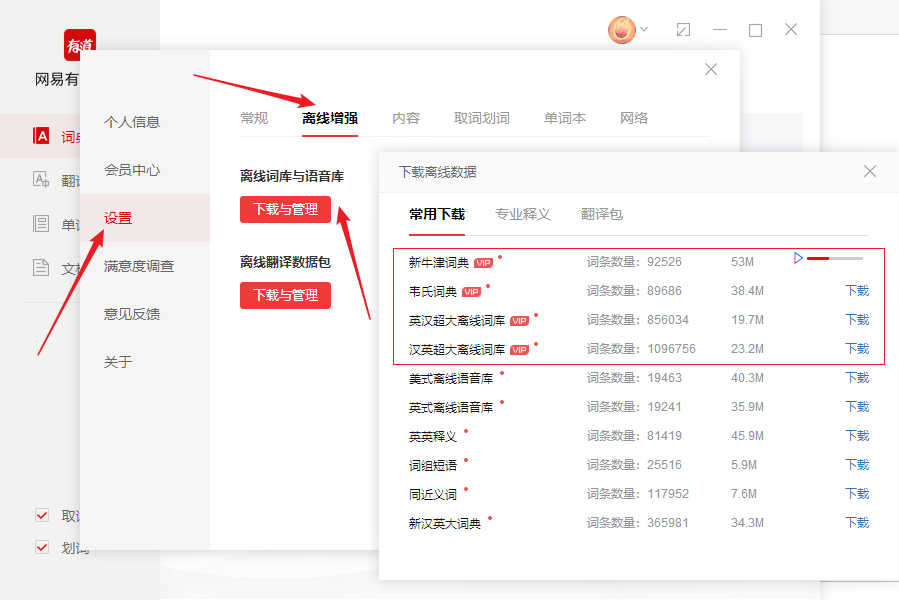 有道
网易有
词
翻
单
文
取
划词
个人信息
会员中心
设置
满意度调查
意见反馈
关于
常规 离线增强 内容 取词划词 单词本 网络
离线词库与语音库
下载与管理
离线翻译数据包
下载与管理
下载离线数据
常用下载 专业释义 翻译包
新牛津词典 VIP 词条数量: 92526 53M
韦氏词典 VIP 词条数量: 89686 38.4M 下载
英汉超大离线词库 VIP 词条数量: 856034 19.7M 下载
汉英超大离线词库 VIP 词条数量: 1096756 23.2M 下载
美式离线语音库 词条数量: 19463 40.3M 下载
英式离线语音库 词条数量: 19241 35.9M 下载
英英释义 词条数量: 81419 45.9M 下载
词组短语 词条数量: 25516 5.9M 下载
同近义词 词条数量: 117952 7.6M 下载
新汉英大词典 词条数量: 365981 34.3M 下载